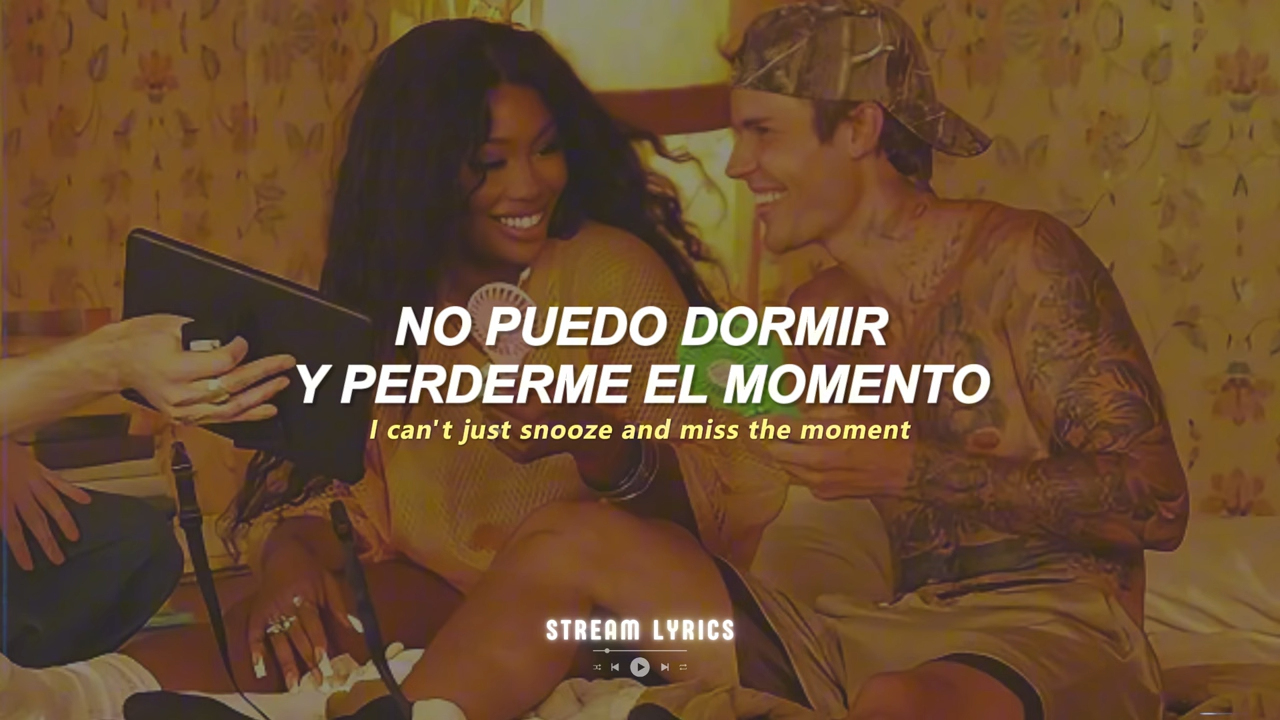 NO PUEDO DORMIR
Y PERDERME EL MOMENTO
I can't just snooze and miss the moment
STREAM LYRICS